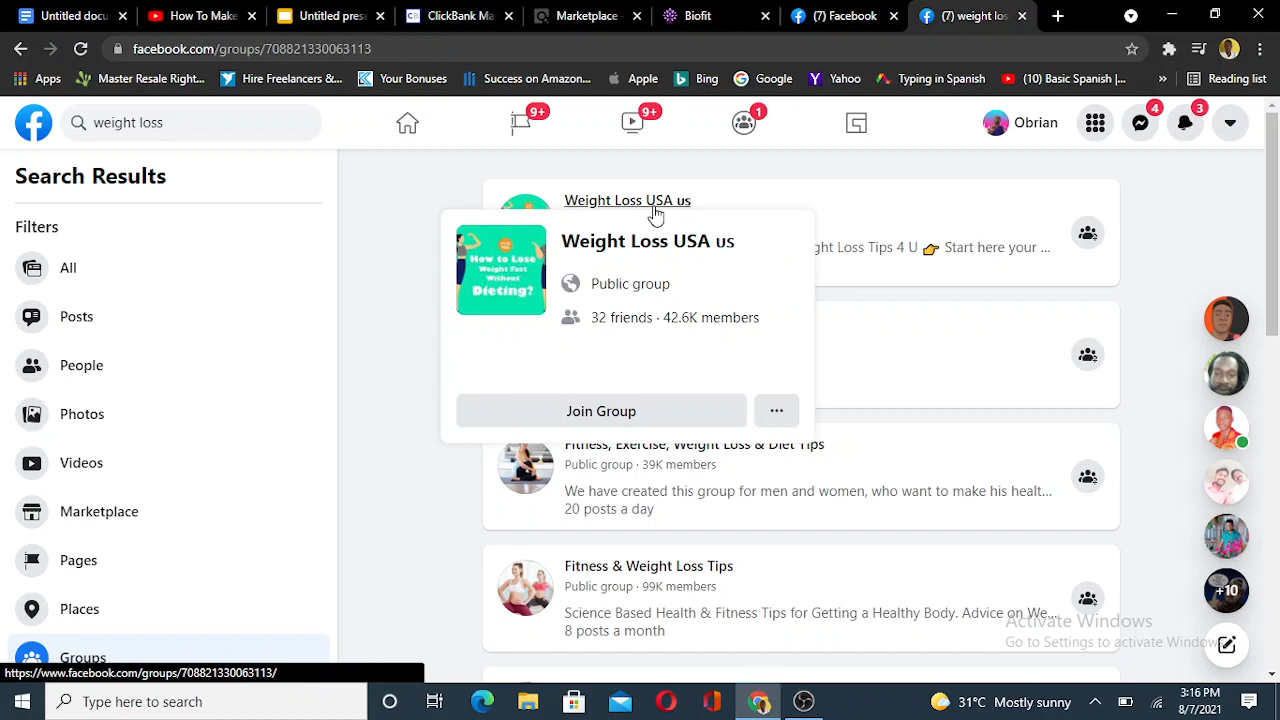 Untitled docu
How To Make
Untitled pres
ClickBank Ma
Marketplace -
Biofit
(7) Facebook
(7) weight los
facebook.com/groups/708821330063113
Apps
Master Resale Right...
Hire Freelancers &...
Your Bonuses
Success on Amazon...
Apple
Bing
Google
Yahoo
Typing in Spanish
(10) Basic Spanish |...
»
Reading list
weight loss
9+
9+
1
Obrian
4
3
Search Results
Filters
All
Posts
People
Photos
Videos
Marketplace
Pages
Places
Groups
Weight Loss USA us
ght Loss Tips 4 U 👉 Start here your ...
How to Lose
Weight Fast
Without
Dieting?
Weight Loss USA us
Public group
32 friends · 42.6K members
Join Group
Fitness, Exercise, Weight Loss & Diet Tips
Public group · 39K members
We have created this group for men and women, who want to make his healt...
20 posts a day
Fitness & Weight Loss Tips
Public group · 99K members
Science Based Health & Fitness Tips for Getting a Healthy Body. Advice on We...
8 posts a month
+10
Activate Windows
Go to Settings to activate Windows
https://www.facebook.com/groups/708821330063113/
Type here to search
31°C Mostly sunny
3:16 PM
8/7/2021